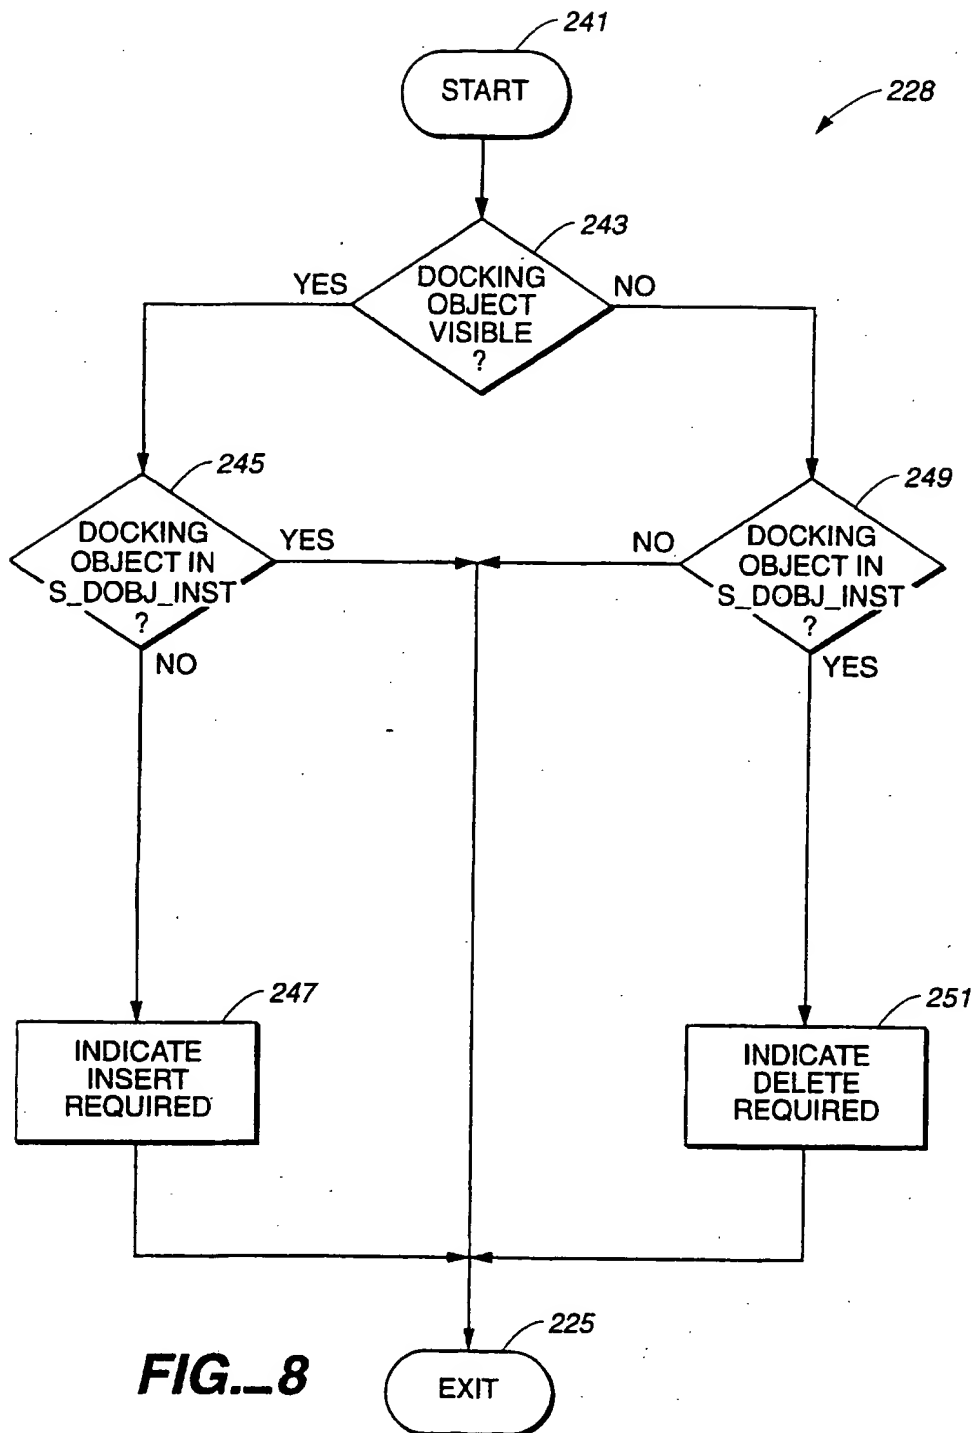 241
START
228
243
DOCKING
OBJECT
VISIBLE
?
YES
NO
245
DOCKING
OBJECT IN
S_DOBJ_INST
?
YES
NO
249
DOCKING
OBJECT IN
S_DOBJ_INST
?
NO
YES
247
INDICATE
INSERT
REQUIRED
251
INDICATE
DELETE
REQUIRED
225
EXIT
FIG._8